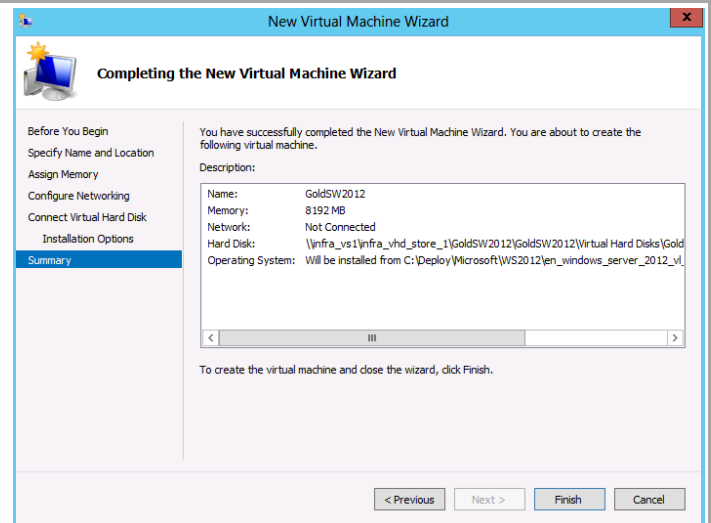 New Virtual Machine Wizard
x
Completing the New Virtual Machine Wizard
Before You Begin
Specify Name and Location
Assign Memory
Configure Networking
Connect Virtual Hard Disk
Installation Options
Summary
You have successfully completed the New Virtual Machine Wizard. You are about to create the
following virtual machine.
Description:
Name: GoldSW2012
Memory: 8192 MB
Network: Not Connected
Hard Disk: \\infra_vs1\infra_vhd_store_1\GoldSW2012\GoldSW2012\Virtual Hard Disks\Gold
Operating System: Will be installed from C:\Deploy\Microsoft\WS2012\en_windows_server_2012_vl_
To create the virtual machine and close the wizard, click Finish.
< Previous
Next >
Finish
Cancel